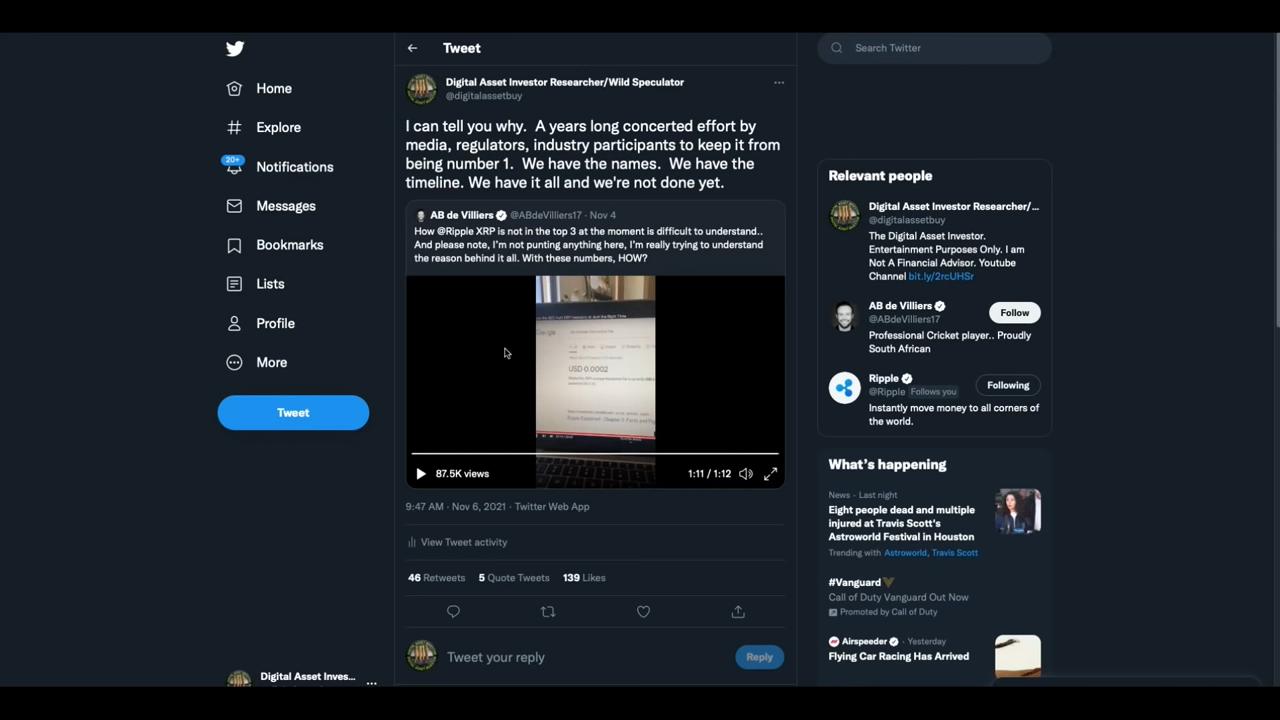 Tweet
Search Twitter
Home
Explore
20+
Notifications
Messages
Bookmarks
Lists
Profile
More
Tweet
Digital Asset Inves...
Digital Asset Investor Researcher/Wild Speculator
@digitalassetbuy
I can tell you why. A years long concerted effort by
media, regulators, industry participants to keep it from
being number 1. We have the names. We have the
timeline. We have it all and we're not done yet.
AB de Villiers @ABdeVilliers17 · Nov 4
How @Ripple XRP is not in the top 3 at the moment is difficult to understand..
And please note, I'm not punting anything here, I'm really trying to understand
the reason behind it all. With these numbers, HOW?
USD 0.0002
87.5K views
1:11 / 1:12
9:47 AM · Nov 6, 2021 · Twitter Web App
View Tweet activity
46 Retweets 5 Quote Tweets 139 Likes
Tweet your reply
Reply
Relevant people
Digital Asset Investor Researcher/...
@digitalassetbuy
The Digital Asset Investor.
Entertainment Purposes Only. I am
Not A Financial Advisor. Youtube
Channel bit.ly/2rcUHSr
AB de Villiers
@ABdeVilliers17
Follow
Professional Cricket player.. Proudly
South African
Ripple
@Ripple Follows you
Following
Instantly move money to all corners of
the world.
What's happening
News · Last night
Eight people dead and multiple
injured at Travis Scott's
Astroworld Festival in Houston
Trending with Astroworld, Travis Scott
#Vanguard
Call of Duty Vanguard Out Now
Promoted by Call of Duty
Airspeeder · Yesterday
Flying Car Racing Has Arrived